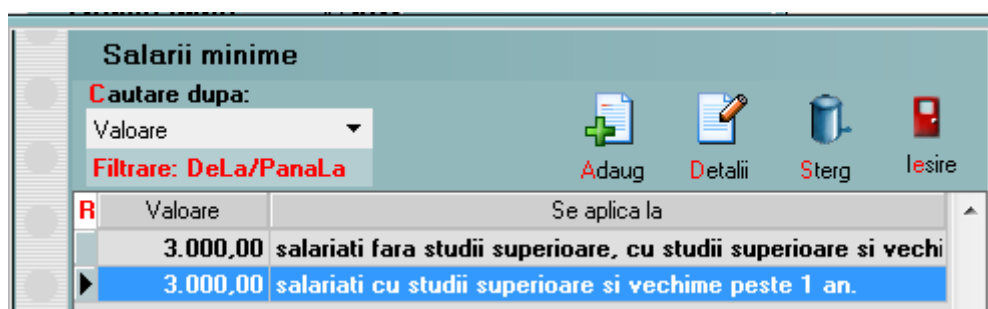 Salarii minime
Cautare dupa:
Valoare
Filtrare: DeLa/PanaLa
Adaug Detalii Sterg Iesire
R Valoare Se aplica la
3.000,00 salariati fara studii superioare, cu studii superioare si vechi
3.000,00 salariati cu studii superioare si vechime peste 1 an.